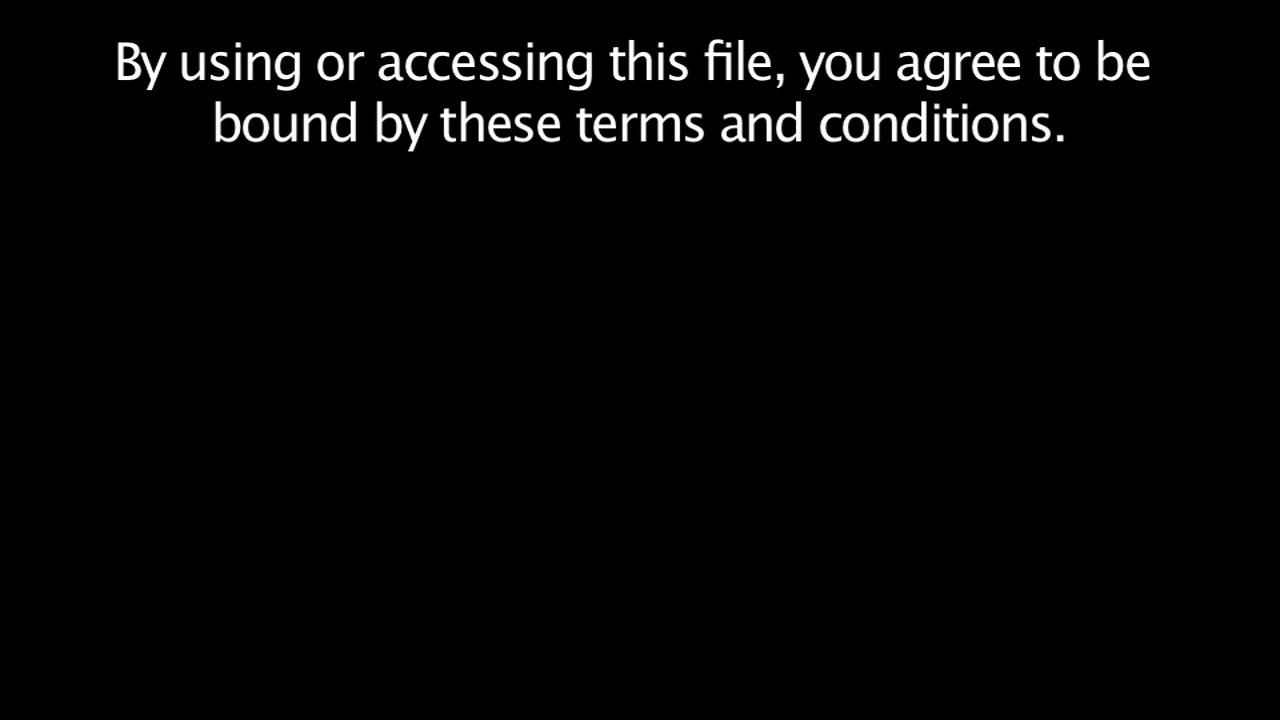 By using or accessing this file, you agree to be
bound by these terms and conditions.